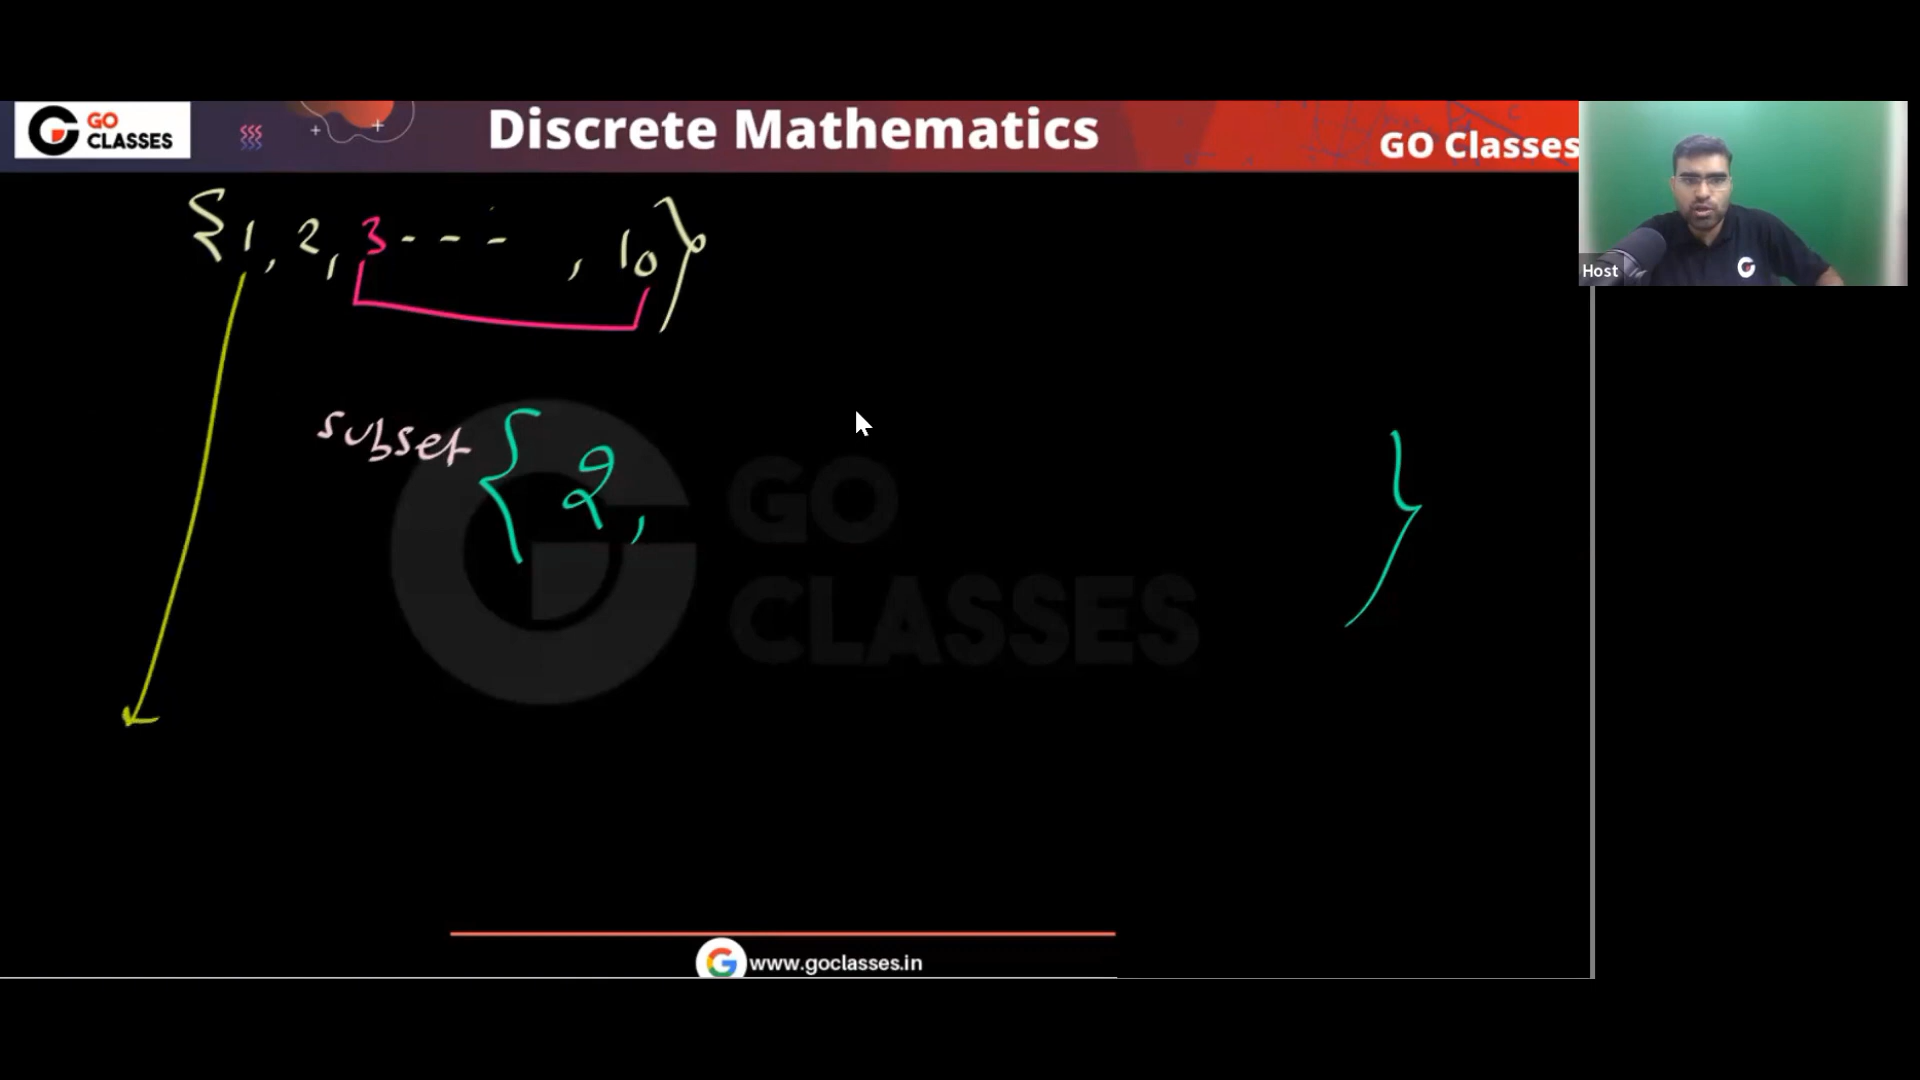 GO CLASSES
Discrete Mathematics
GO Classes
Host
{1, 2, 3 - - - , 10}
subset { 2, }
GO
CLASSES
www.goclasses.in